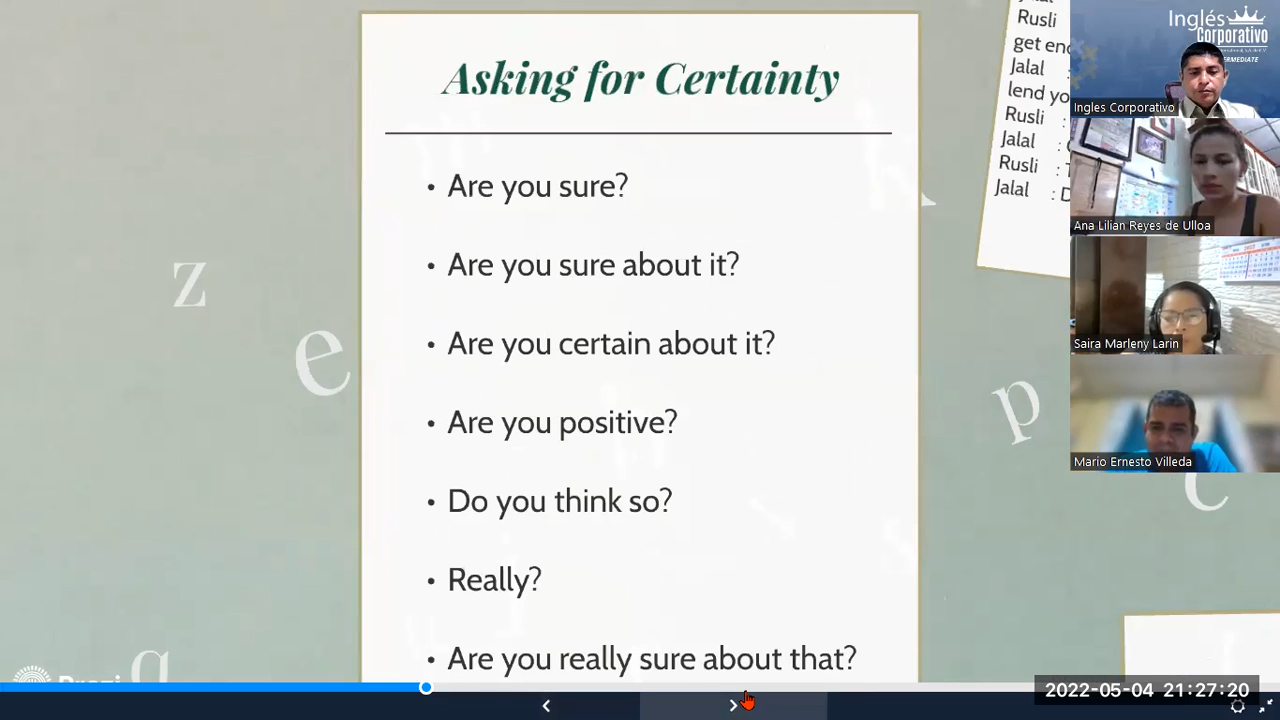 Asking for Certainty
• Are you sure?
• Are you sure about it?
• Are you certain about it?
• Are you positive?
• Do you think so?
• Really?
• Are you really sure about that?
Rusli
get
Jalal :
lend
Rusli :
Jalal :
Rusli :
Jalal :
z
e
p
c
Inglés
Corporativo
Ingles Corporativo
Ana Lilian Reyes de Ulloa
Saira Marleny Larin
Mario Ernesto Villeda
Prezi
2022-05-04 21:27:20